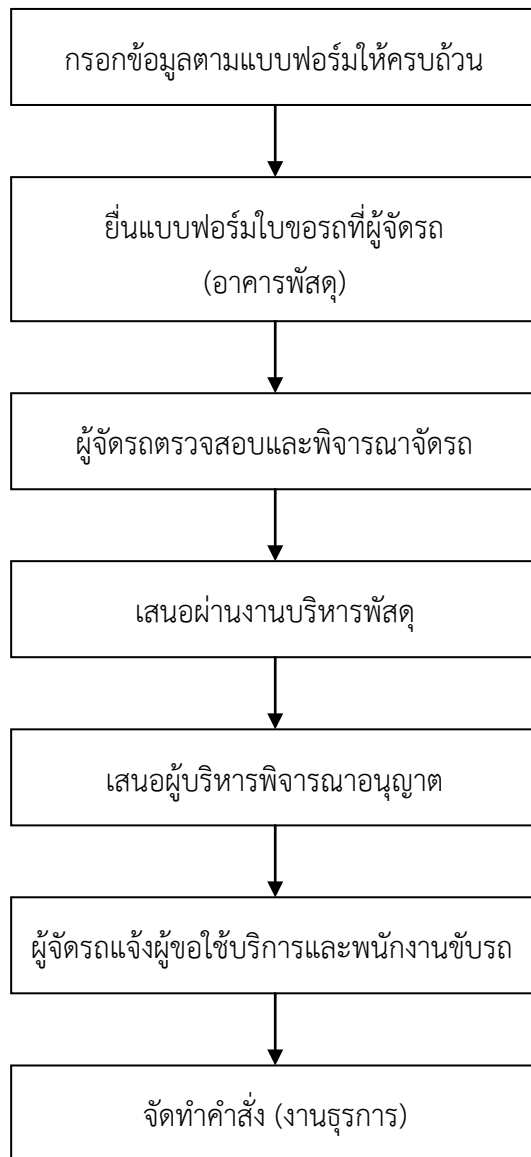 กรอกข้อมูลตามแบบฟอร์มให้ครบถ้วน
ยื่นแบบฟอร์มใบขอรถที่ผู้จัดรถ
(อาคารพัสดุ)
ผู้จัดรถตรวจสอบและพิจารณาจัดรถ
เสนอผ่านงานบริหารพัสดุ
เสนอผู้บริหารพิจารณาอนุญาต
ผู้จัดรถแจ้งผู้ขอใช้บริการและพนักงานขับรถ
จัดทำคำสั่ง (งานธุรการ)